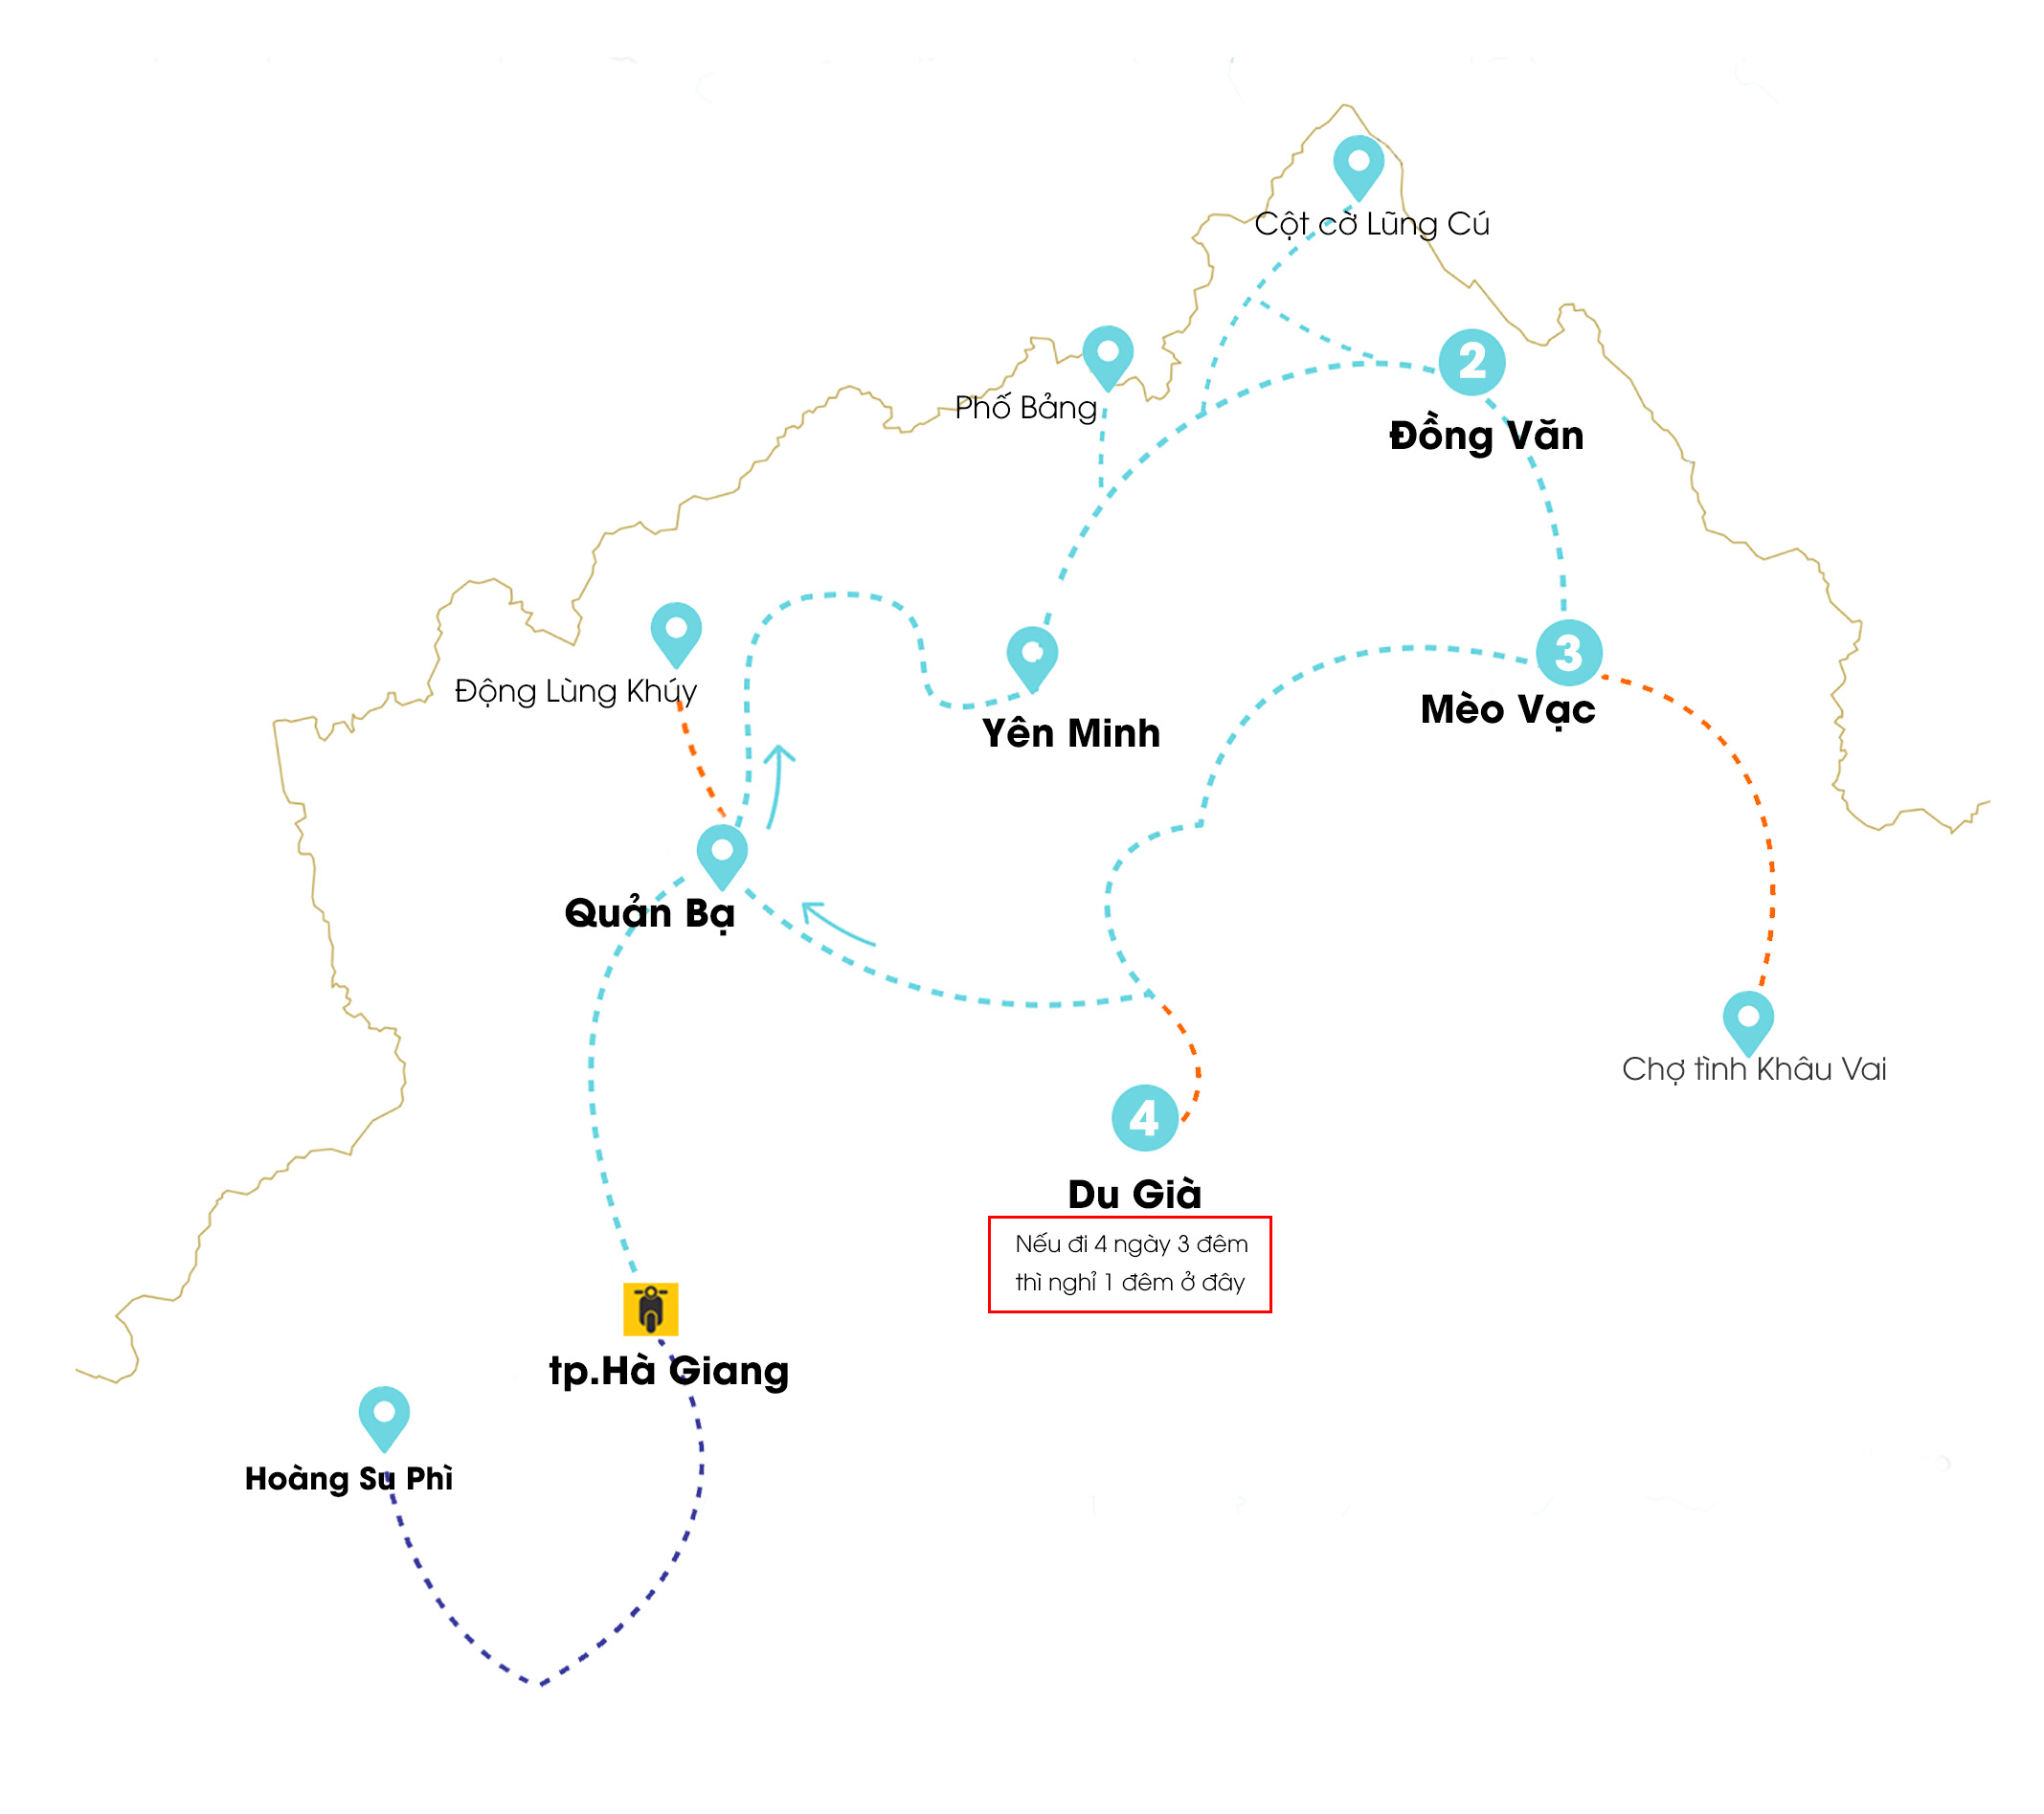 Cột cờ Lũng Cú
2
Phố Bảng
Đồng Văn
Động Lùng Khúy
3
Yên Minh
Mèo Vạc
Quản Bạ
Chợ tình Khâu Vai
4
Du Già
Nếu đi 4 ngày 3 đêm
thì nghỉ 1 đêm ở đây
tp.Hà Giang
Hoàng Su Phì